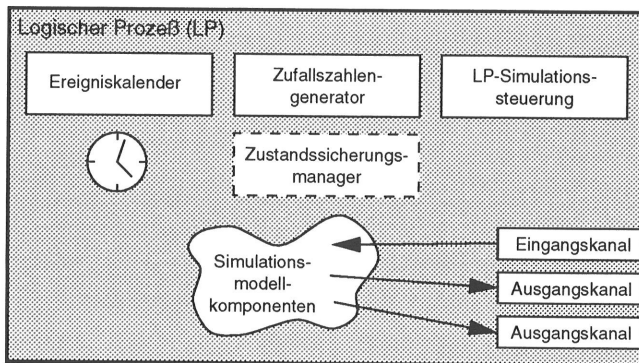 Logischer Prozeß (LP)
Ereigniskalender
Zufallszahlen-
generator
LP-Simulations-
steuerung
Zustandssicherungs-
manager
Simulations-
modell-
komponenten
Eingangskanal
Ausgangskanal
Ausgangskanal